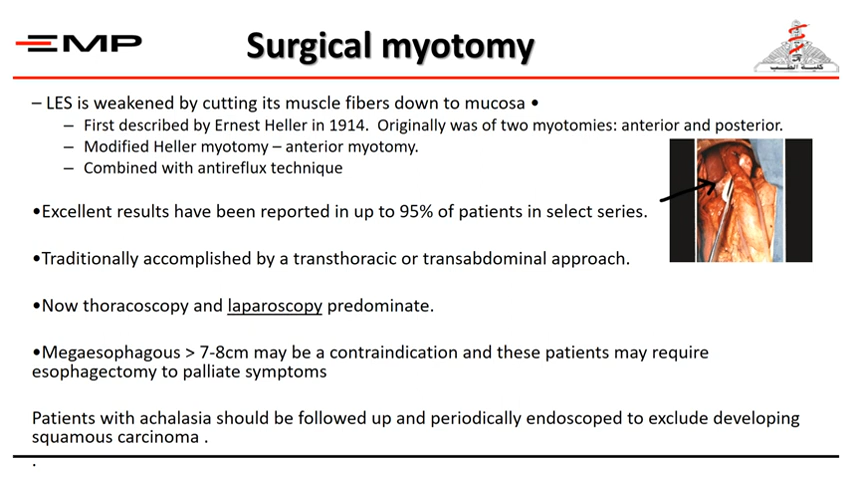 EMP
Surgical myotomy
كلية الطب
– LES is weakened by cutting its muscle fibers down to mucosa •
– First described by Ernest Heller in 1914. Originally was of two myotomies: anterior and posterior.
– Modified Heller myotomy – anterior myotomy.
– Combined with antireflux technique
•Excellent results have been reported in up to 95% of patients in select series.
•Traditionally accomplished by a transthoracic or transabdominal approach.
•Now thoracoscopy and laparoscopy predominate.
•Megaesophagous > 7-8cm may be a contraindication and these patients may require
esophagectomy to palliate symptoms
Patients with achalasia should be followed up and periodically endoscoped to exclude developing
squamous carcinoma .
.